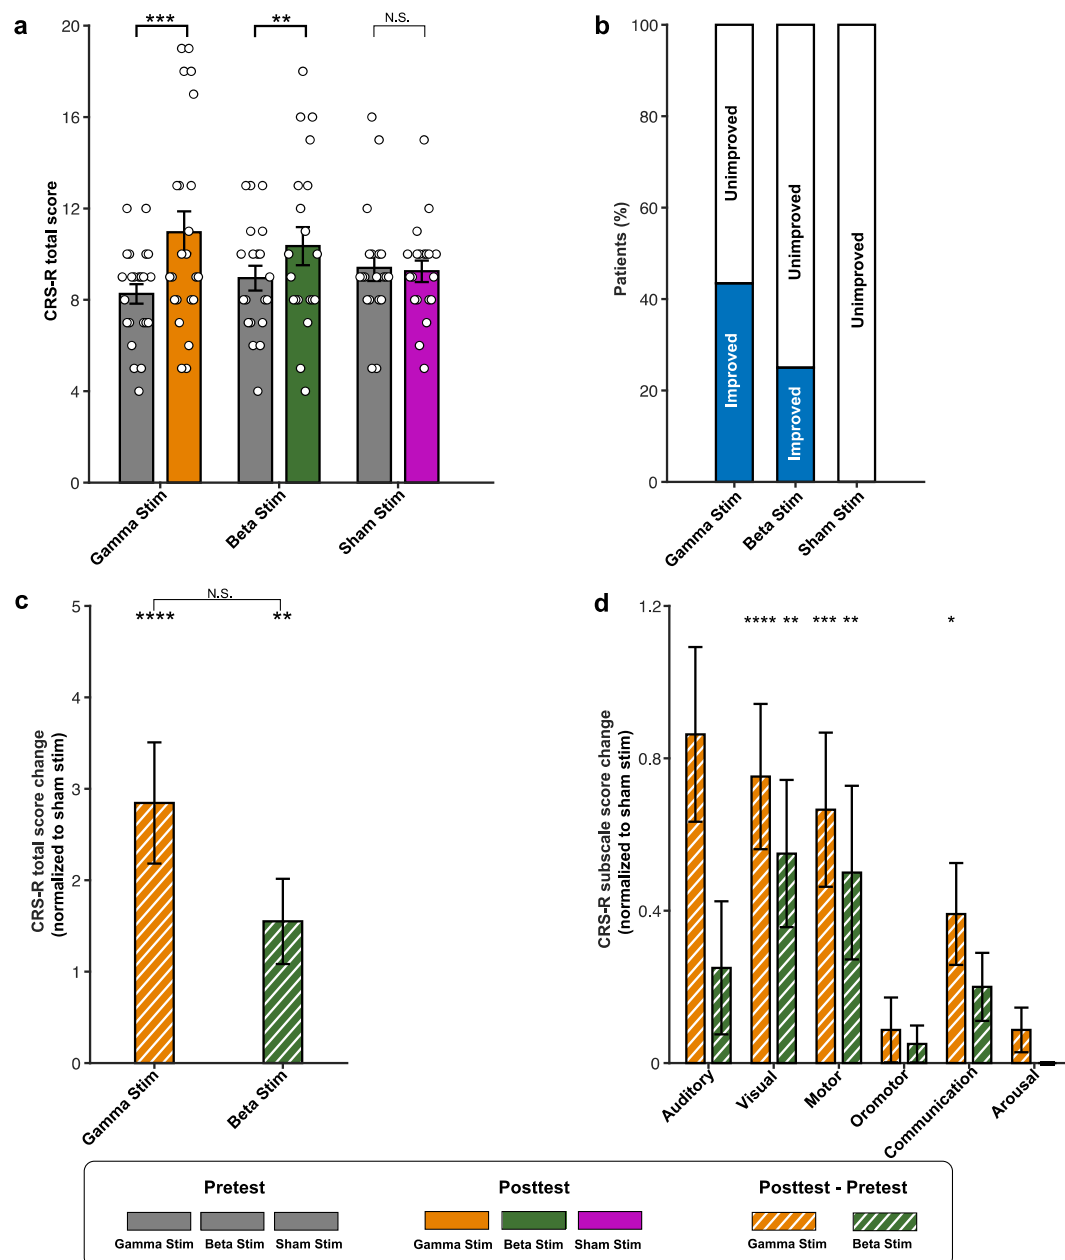 a
***
**
N.S.
20
16
12
8
4
0
CRS-R total score
Gamma Stim
Beta Stim
Sham Stim
b
100
80
60
40
20
0
Patients (%)
Unimproved
Improved
Unimproved
Improved
Unimproved
Gamma Stim
Beta Stim
Sham Stim
c
N.S.
****
**
5
4
3
2
1
0
CRS-R total score change
(normalized to sham stim)
Gamma Stim
Beta Stim
d
1.2
0.8
0.4
0
**** ** *** ** *
CRS-R subscale score change
(normalized to sham stim)
Auditory
Visual
Motor
Oromotor
Communication
Arousal
Pretest
Gamma Stim Beta Stim Sham Stim
Posttest
Gamma Stim Beta Stim Sham Stim
Posttest - Pretest
Gamma Stim Beta Stim